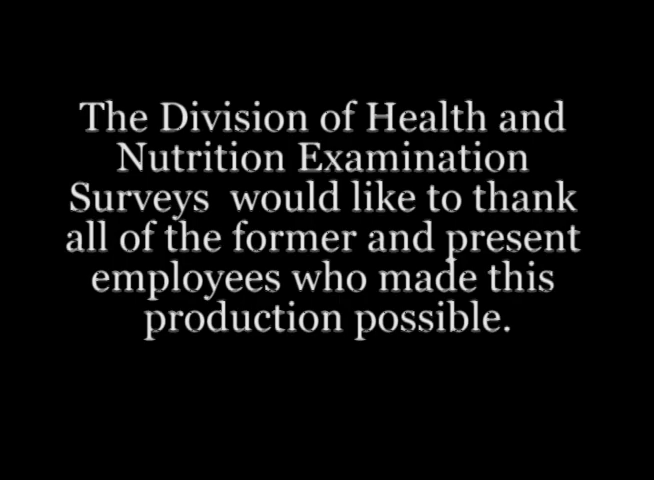 The Division of Health and
Nutrition Examination
Surveys  would like to thank
all of the former and present
employees who made this
production possible.